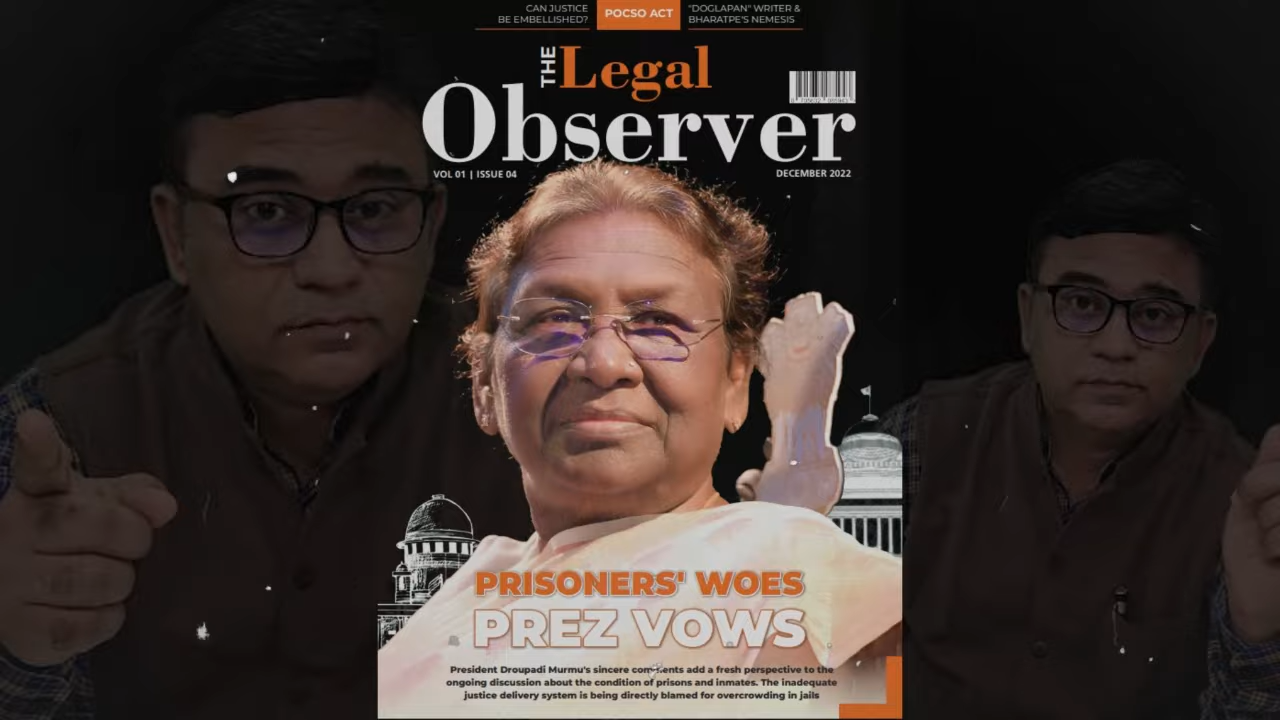 CAN JUSTICE
BE EMBELLISHED?
POCSO ACT
"DOGLAPAN" WRITER &
BHARATPE'S NEMESIS
THE Legal
Observer
VOL 01 | ISSUE 04
DECEMBER 2022
PRISONERS' WOES
PREZ VOWS
President Droupadi Murmu's sincere comments add a fresh perspective to the
ongoing discussion about the condition of prisons and inmates. The inadequate
justice delivery system is being directly blamed for overcrowding in jails